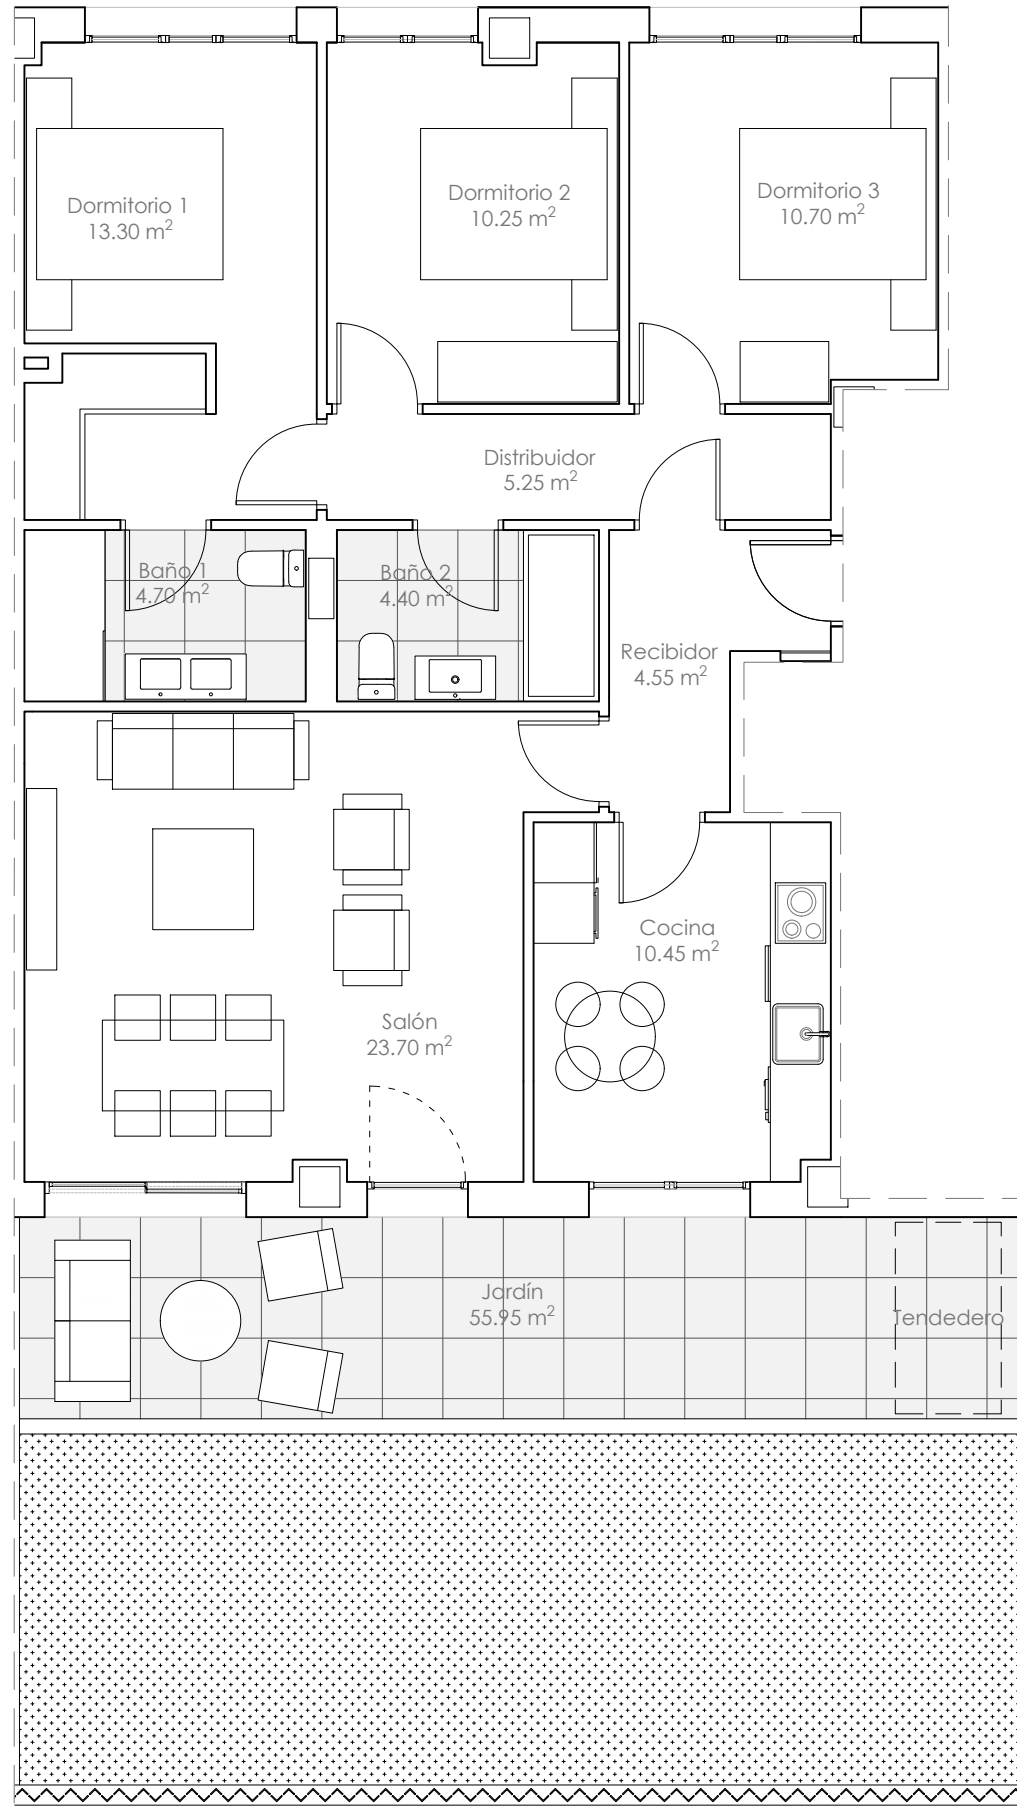 Dormitorio 1
13.30 m²
Dormitorio 2
10.25 m²
Dormitorio 3
10.70 m²
Distribuidor
5.25 m²
Baño 1
4.70 m²
Baño 2
4.40 m²
Recibidor
4.55 m²
Cocina
10.45 m²
Salón
23.70 m²
Jardín
55.95 m²
Tendedero